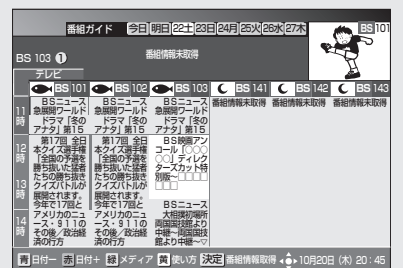 番組ガイド 今日 明日 22土 23日 24月 25火 26水 27木 BS 101
BS 103 ❶ 番組情報未取得
テレビ
BS 101 BS 102 BS 103 BS 141 BS 142 BS 143
11時
BSニュース
急展開ワールド
ドラマ「冬の
アナタ」第15
BSニュース
急展開ワールド
ドラマ「冬の
アナタ」第15
BSニュース
急展開ワールド
ドラマ「冬の
アナタ」第15
番組情報未取得 番組情報未取得 番組情報未取得
12時
13時
第17回 全日
本クイズ選手権
「全国の予選を
勝ち抜いた猛者
たちの勝ち抜き
クイズバトルが
展開されます。
今年で17回と
第17回 全日
本クイズ選手権
「全国の予選を
勝ち抜いた猛者
たちの勝ち抜き
クイズバトルが
展開されます。
今年で17回と
BS映画アン
コール「○○○
○○」ディレク
ターズカット特
別版～□□□□
□□□
BSニュース
14時
アメリカのニュ
ース・911の
その後/政治経
済の行方
アメリカのニュ
ース・911の
その後/政治経
済の行方
大相撲初場所
両国国技館より
中継～両国国技
館より中継～▽
青 日付ー 赤 日付+ 緑 メディア 黄 使い方 決定 番組情報取得 10月20日 (木) 20:45